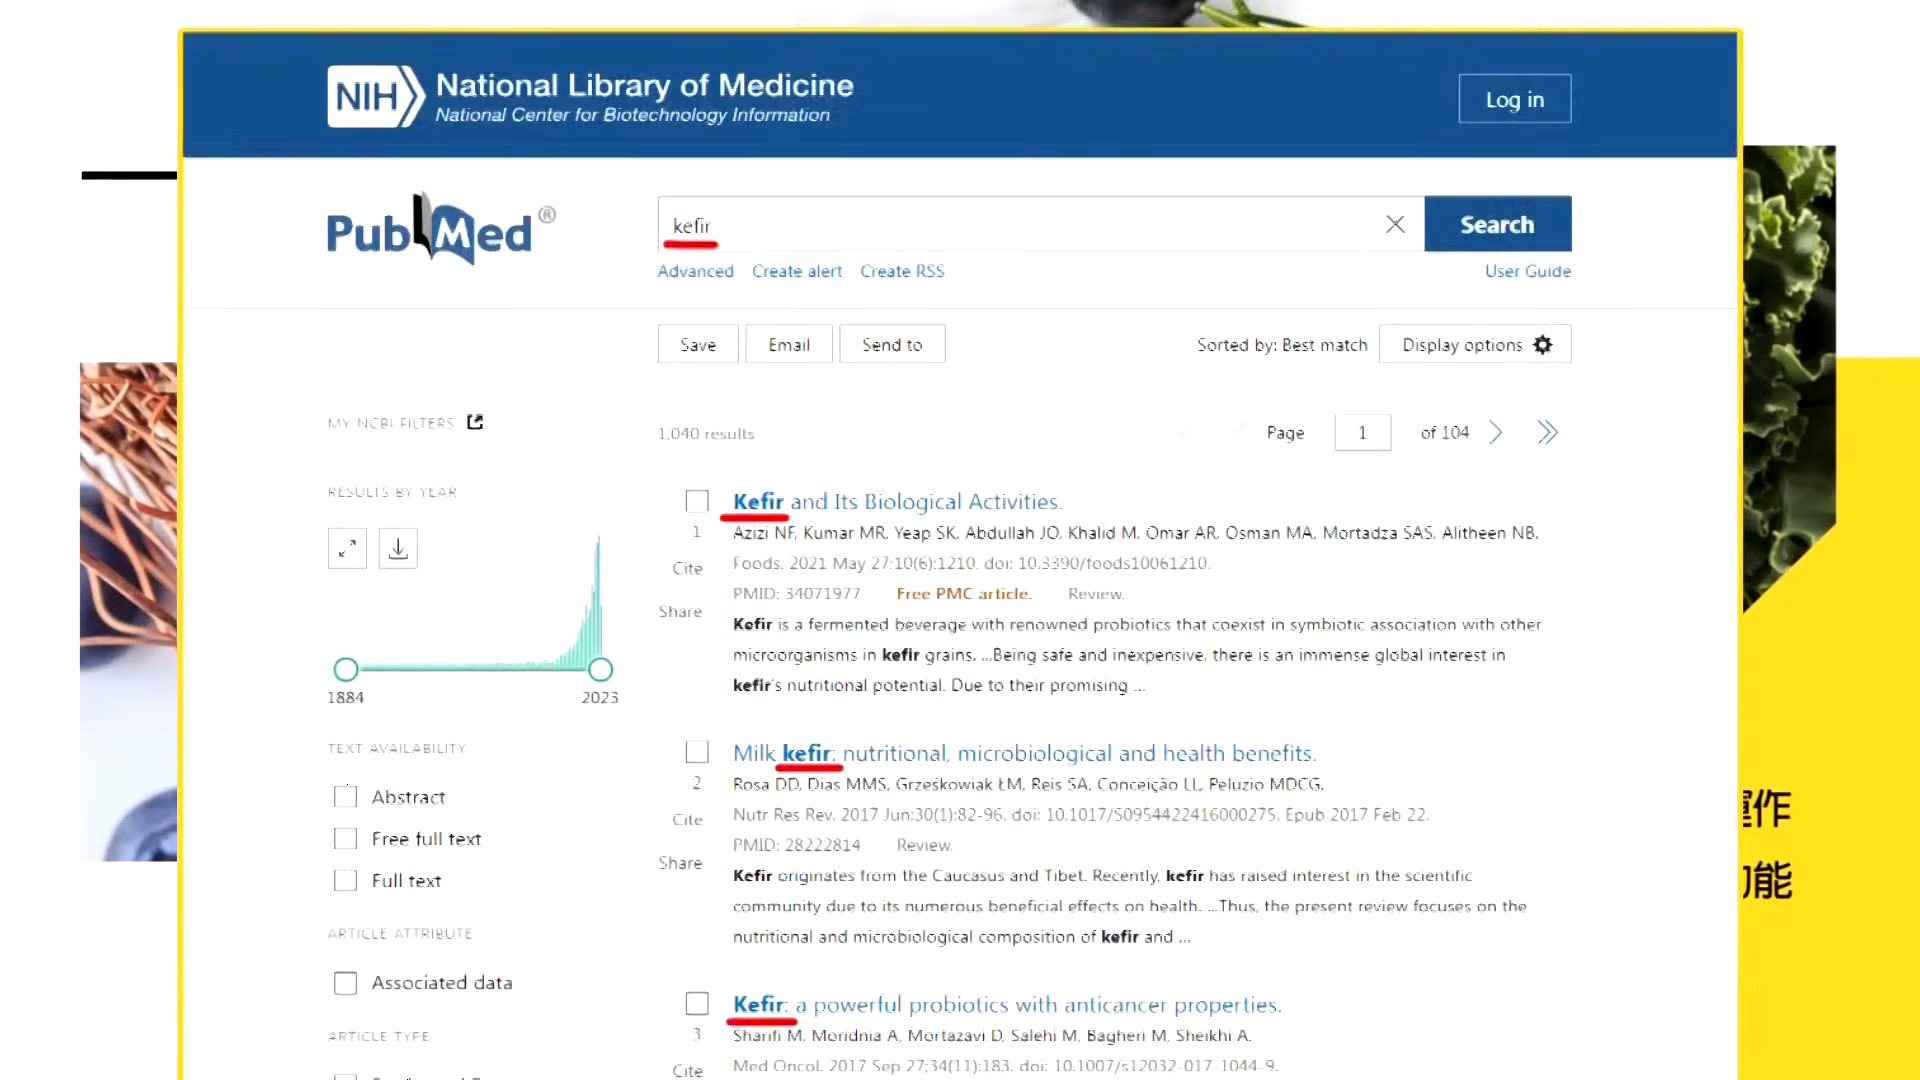 NIH National Library of Medicine
National Center for Biotechnology Information
Log in
PubMed®
kefir
Search
Advanced Create alert Create RSS
User Guide
Save Email Send to
Sorted by: Best match Display options
MY NCBI FILTERS
1,040 results
Page 1 of 104
RESULTS BY YEAR
1884 2023
TEXT AVAILABILITY
Abstract
Free full text
Full text
ARTICLE ATTRIBUTE
Associated data
ARTICLE TYPE
Kefir and Its Biological Activities.
1
Azizi NF, Kumar MR, Yeap SK, Abdullah JO, Khalid M, Omar AR, Osman MA, Mortadza SAS, Alitheen NB.
Cite
Foods. 2021 May 27;10(6):1210. doi: 10.3390/foods10061210.
PMID: 34071977 Free PMC article. Review.
Share
Kefir is a fermented beverage with renowned probiotics that coexist in symbiotic association with other
microorganisms in kefir grains. ...Being safe and inexpensive, there is an immense global interest in
kefir's nutritional potential. Due to their promising ...
Milk kefir: nutritional, microbiological and health benefits.
2
Rosa DD, Dias MMS, Grześkowiak ŁM, Reis SA, Conceição LL, Peluzio MDCG.
Cite
Nutr Res Rev. 2017 Jun;30(1):82-96. doi: 10.1017/S0954422416000275. Epub 2017 Feb 22.
PMID: 28222814 Review.
Share
Kefir originates from the Caucasus and Tibet. Recently, kefir has raised interest in the scientific
community due to its numerous beneficial effects on health. ...Thus, the present review focuses on the
nutritional and microbiological composition of kefir and ...
Kefir: a powerful probiotics with anticancer properties.
3
Sharifi M, Moridnia A, Mortazavi D, Salehi M, Bagheri M, Sheikhi A.
Cite
Med Oncol. 2017 Sep 27;34(11):183. doi: 10.1007/s12032-017-1044-9.
作
能